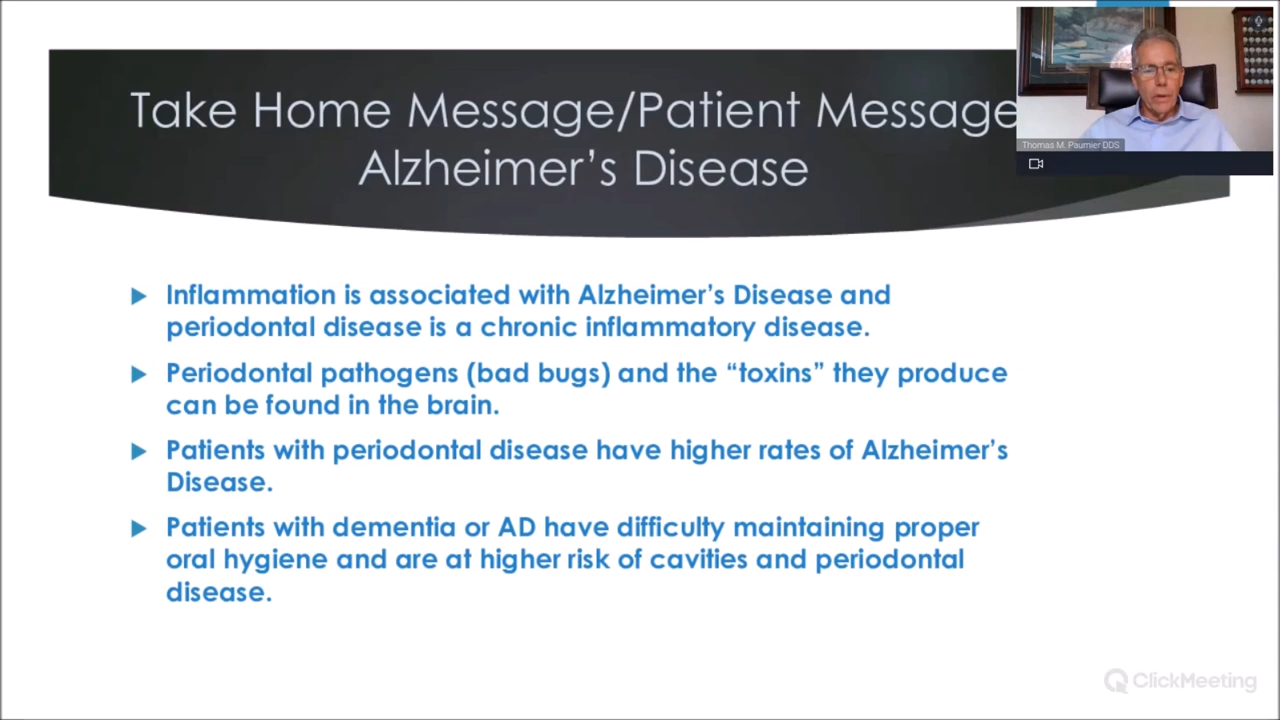 Take Home Message/Patient Message
Alzheimer's Disease
Thomas M. Paumier DDS
Inflammation is associated with Alzheimer's Disease and
periodontal disease is a chronic inflammatory disease.
Periodontal pathogens (bad bugs) and the “toxins” they produce
can be found in the brain.
Patients with periodontal disease have higher rates of Alzheimer's
Disease.
Patients with dementia or AD have difficulty maintaining proper
oral hygiene and are at higher risk of cavities and periodontal
disease.
ClickMeeting